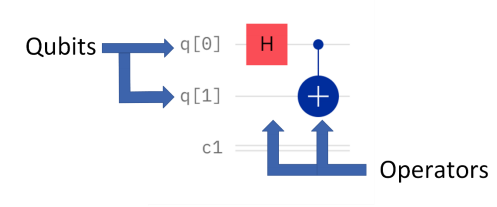 Qubits
q[0]
H
q[1]
+
c1
Operators